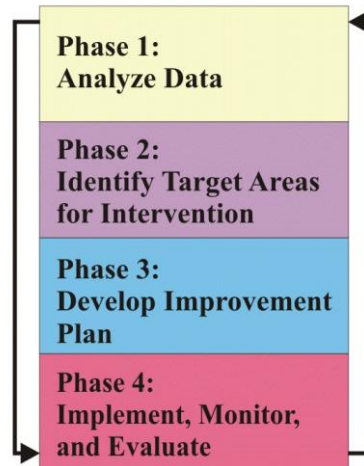 Phase 1:
Analyze Data
Phase 2:
Identify Target Areas
for Intervention
Phase 3:
Develop Improvement
Plan
Phase 4:
Implement, Monitor,
and Evaluate